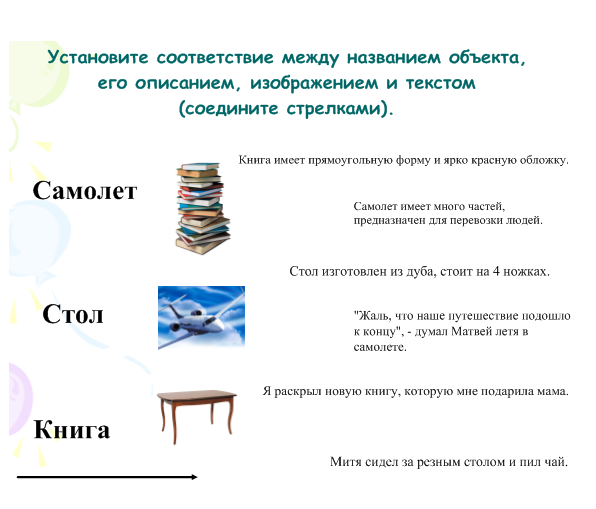 Установите соответствие между названием объекта,
его описанием, изображением и текстом
(соедините стрелками).
Книга имеет прямоугольную форму и ярко красную обложку.
Самолет
Самолет имеет много частей,
предназначен для перевозки людей.
Стол изготовлен из дуба, стоит на 4 ножках.
Стол
"Жаль, что наше путешествие подошло
к концу", - думал Матвей летя в
самолете.
Я раскрыл новую книгу, которую мне подарила мама.
Книга
Митя сидел за резным столом и пил чай.